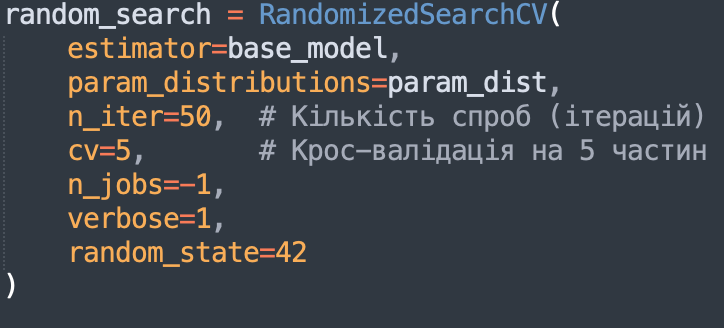 random_search = RandomizedSearchCV(
    estimator=base_model,
    param_distributions=param_dist,
    n_iter=50,  # Кількість спроб (ітерацій)
    cv=5,       # Крос-валідація на 5 частин
    n_jobs=-1,
    verbose=1,
    random_state=42
)